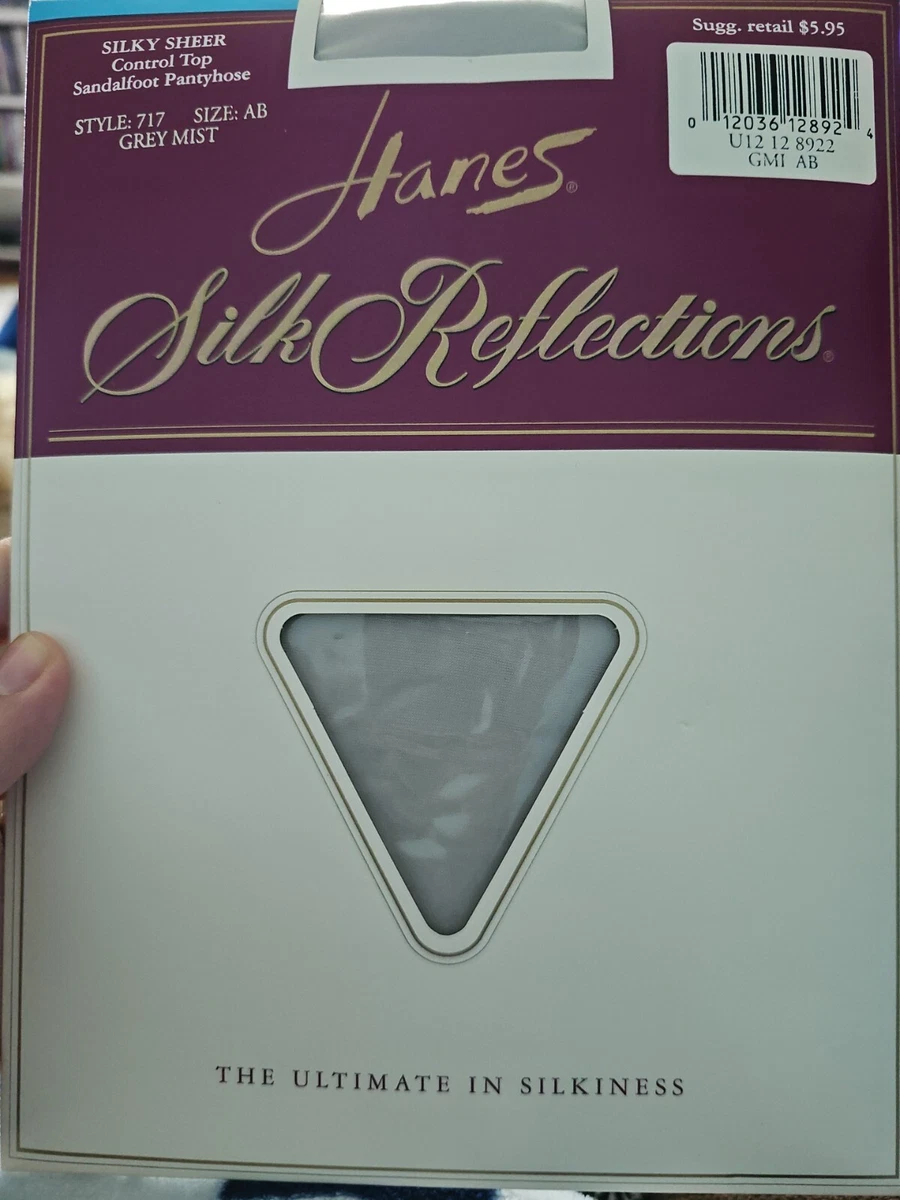 SILKY SHEER
Control Top
Sandalfoot Pantyhose
STYLE: 717 SIZE: AB
GREY MIST
Sugg. retail $5.95
0 12036 12892 4
U12 12 8922
GMI AB
Hanes®
Silk Reflections®
THE ULTIMATE IN SILKINESS